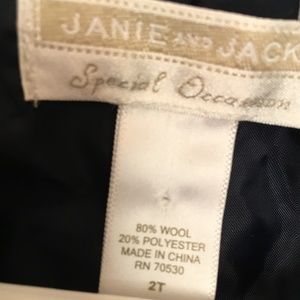 JANIE AND JACK
Special Occasion
80% WOOL
20% POLYESTER
MADE IN CHINA
RN 70530
2T